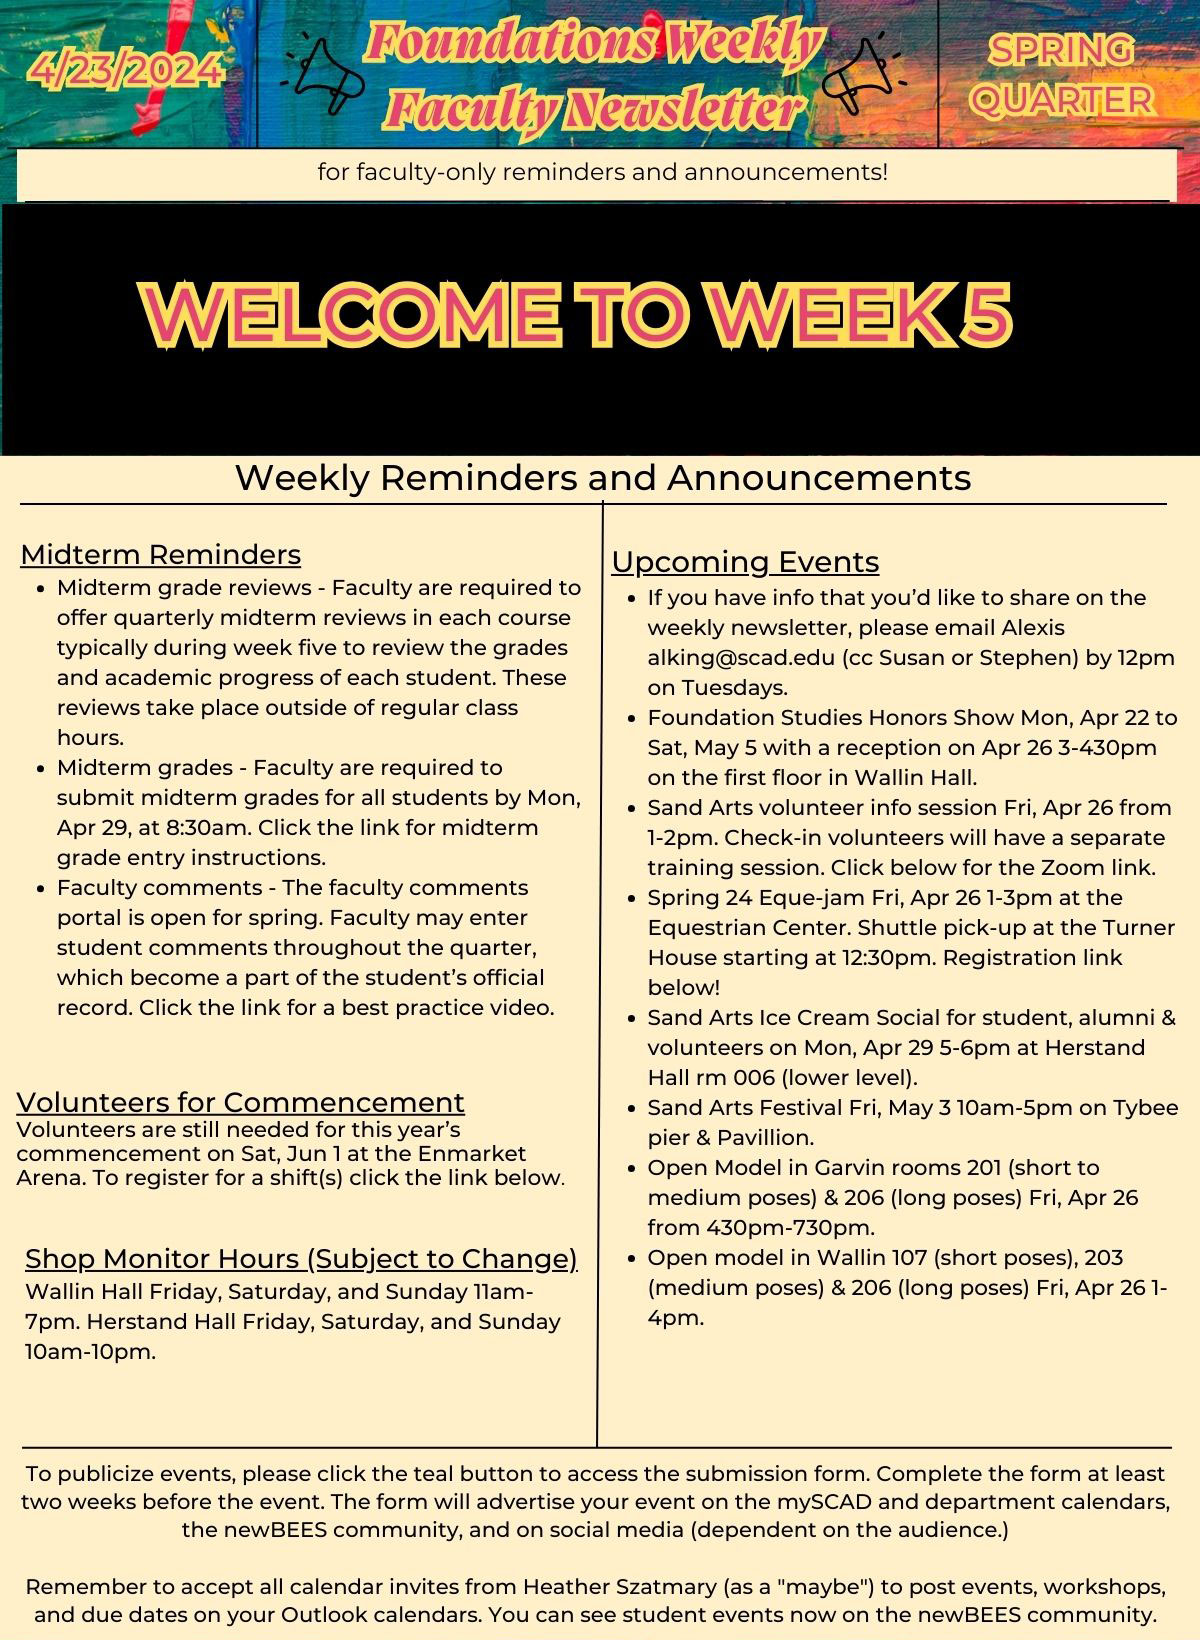 4/23/2024
Foundations Weekly
Faculty Newsletter
SPRING
QUARTER
for faculty-only reminders and announcements!
WELCOME TO WEEK 5
Weekly Reminders and Announcements
Midterm Reminders
• Midterm grade reviews - Faculty are required to
offer quarterly midterm reviews in each course
typically during week five to review the grades
and academic progress of each student. These
reviews take place outside of regular class
hours.
• Midterm grades - Faculty are required to
submit midterm grades for all students by Mon,
Apr 29, at 8:30am. Click the link for midterm
grade entry instructions.
• Faculty comments - The faculty comments
portal is open for spring. Faculty may enter
student comments throughout the quarter,
which become a part of the student’s official
record. Click the link for a best practice video.
Volunteers for Commencement
Volunteers are still needed for this year’s
commencement on Sat, Jun 1 at the Enmarket
Arena. To register for a shift(s) click the link below.
Shop Monitor Hours (Subject to Change)
Wallin Hall Friday, Saturday, and Sunday 11am-
7pm. Herstand Hall Friday, Saturday, and Sunday
10am-10pm.
Upcoming Events
• If you have info that you’d like to share on the
weekly newsletter, please email Alexis
alking@scad.edu (cc Susan or Stephen) by 12pm
on Tuesdays.
• Foundation Studies Honors Show Mon, Apr 22 to
Sat, May 5 with a reception on Apr 26 3-430pm
on the first floor in Wallin Hall.
• Sand Arts volunteer info session Fri, Apr 26 from
1-2pm. Check-in volunteers will have a separate
training session. Click below for the Zoom link.
• Spring 24 Eque-jam Fri, Apr 26 1-3pm at the
Equestrian Center. Shuttle pick-up at the Turner
House starting at 12:30pm. Registration link
below!
• Sand Arts Ice Cream Social for student, alumni &
volunteers on Mon, Apr 29 5-6pm at Herstand
Hall rm 006 (lower level).
• Sand Arts Festival Fri, May 3 10am-5pm on Tybee
pier & Pavillion.
• Open Model in Garvin rooms 201 (short to
medium poses) & 206 (long poses) Fri, Apr 26
from 430pm-730pm.
• Open model in Wallin 107 (short poses), 203
(medium poses) & 206 (long poses) Fri, Apr 26 1-
4pm.
To publicize events, please click the teal button to access the submission form. Complete the form at least
two weeks before the event. The form will advertise your event on the mySCAD and department calendars,
the newBEES community, and on social media (dependent on the audience.)
Remember to accept all calendar invites from Heather Szatmary (as a "maybe") to post events, workshops,
and due dates on your Outlook calendars. You can see student events now on the newBEES community.